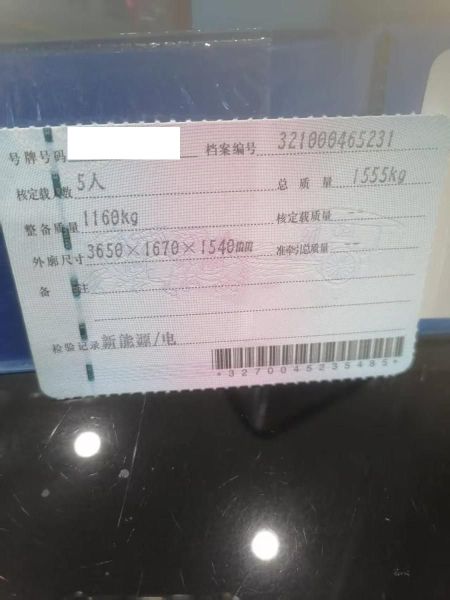 号牌号码 档案编号 321000465231
核定载人数 5人 总质量 1555kg
整备质量 1160kg 核定载质量 --
外廓尺寸 3650×1670×1540mm 准牵引总质量 --
备注
检验记录 新能源/电
*3270045235485*